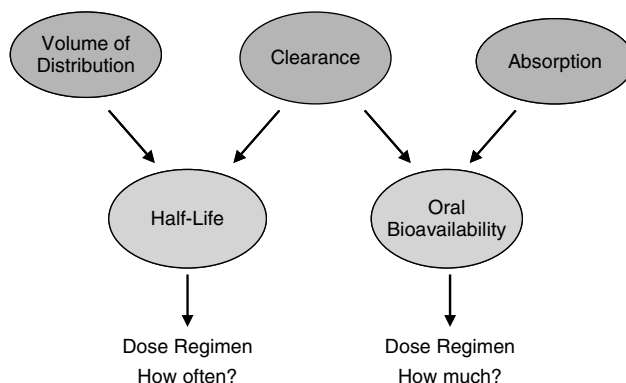 Volume of
Distribution
Clearance
Absorption
Half-Life
Oral
Bioavailability
Dose Regimen
How often?
Dose Regimen
How much?